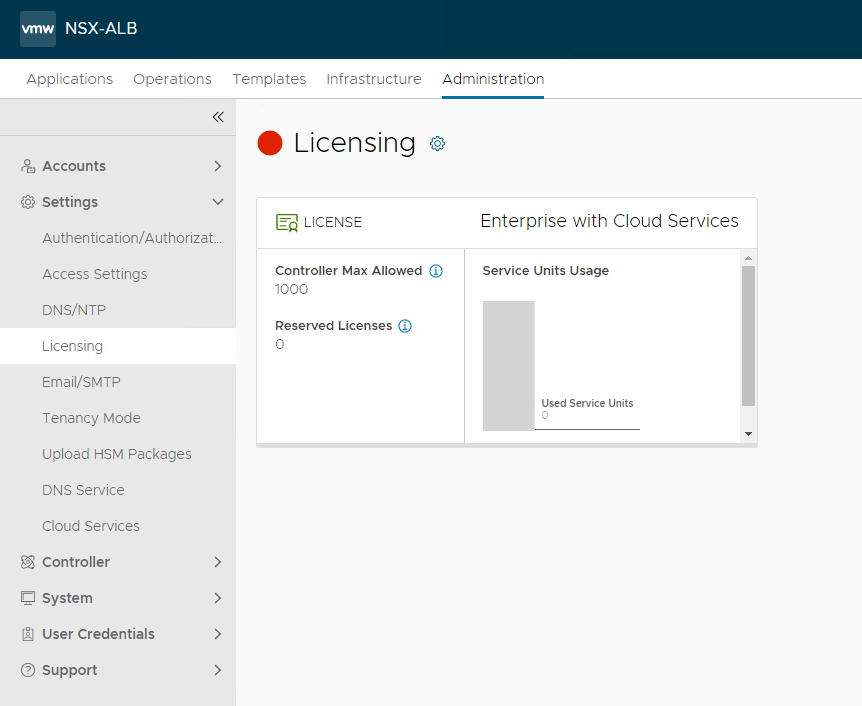 vmw NSX-ALB
Applications Operations Templates Infrastructure Administration
Accounts
Settings
Authentication/Authorizat...
Access Settings
DNS/NTP
Licensing
Email/SMTP
Tenancy Mode
Upload HSM Packages
DNS Service
Cloud Services
Controller
System
User Credentials
Support
Licensing
LICENSE
Enterprise with Cloud Services
Controller Max Allowed
1000
Reserved Licenses
0
Service Units Usage
Used Service Units
0